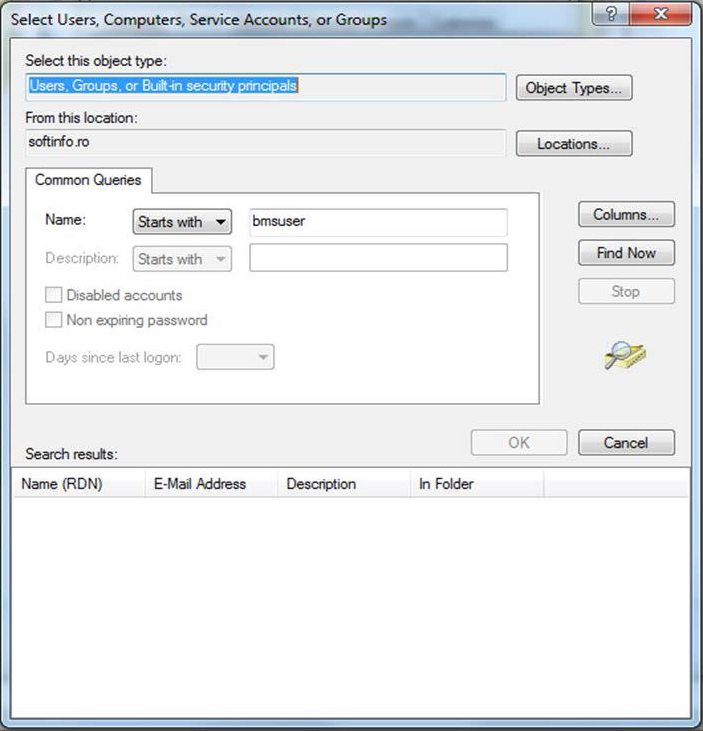 Select Users, Computers, Service Accounts, or Groups
Select this object type:
Users, Groups, or Built-in security principals
Object Types...
From this location:
softinfo.ro
Locations...
Common Queries
Name:
Starts with
bmsuser
Columns...
Description:
Starts with
Find Now
Disabled accounts
Stop
Non expiring password
Days since last logon:
OK
Cancel
Search results:
Name (RDN) E-Mail Address Description In Folder